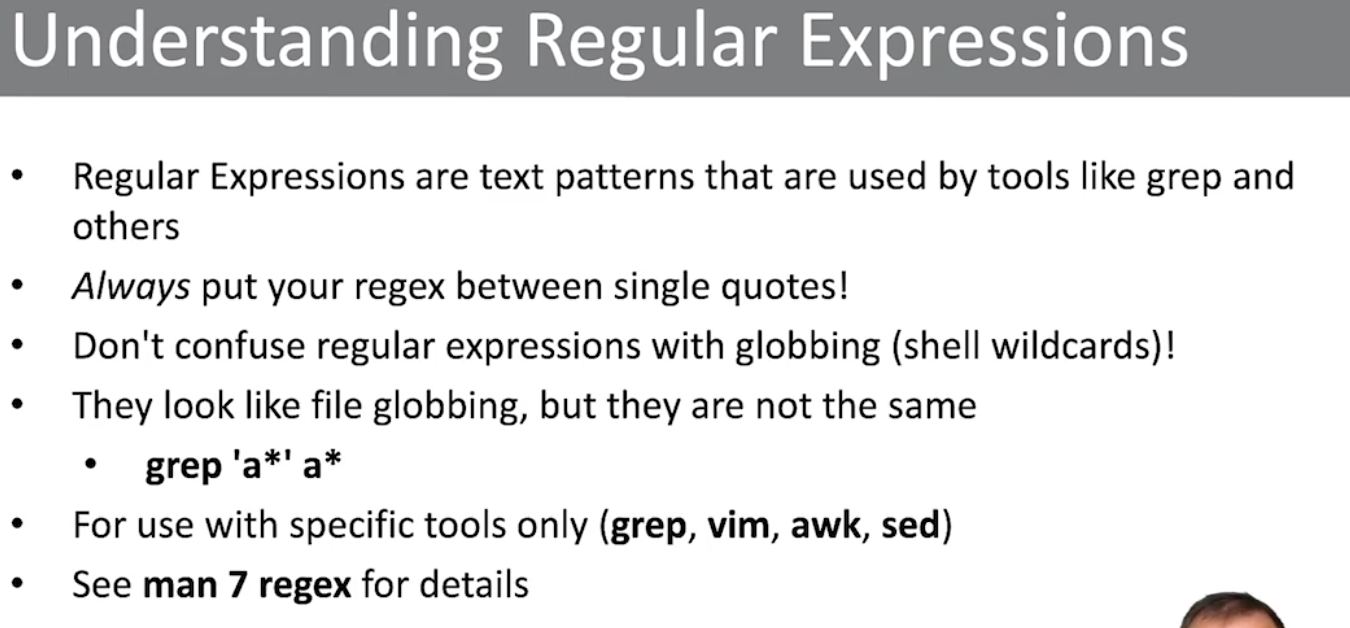 Understanding Regular Expressions
• Regular Expressions are text patterns that are used by tools like grep and
others
• Always put your regex between single quotes!
• Don't confuse regular expressions with globbing (shell wildcards)!
• They look like file globbing, but they are not the same
• grep 'a*' a*
• For use with specific tools only (grep, vim, awk, sed)
• See man 7 regex for details